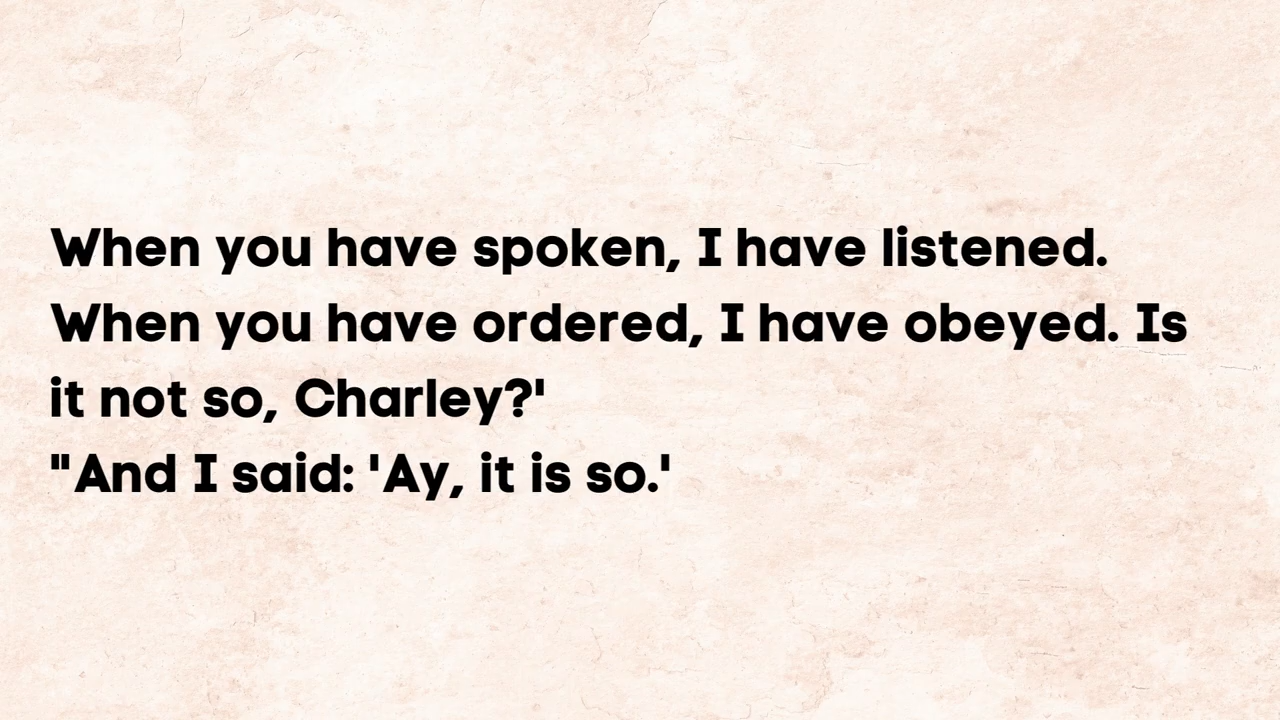 When you have spoken, I have listened.
When you have ordered, I have obeyed. Is
it not so, Charley?'
"And I said: 'Ay, it is so.'